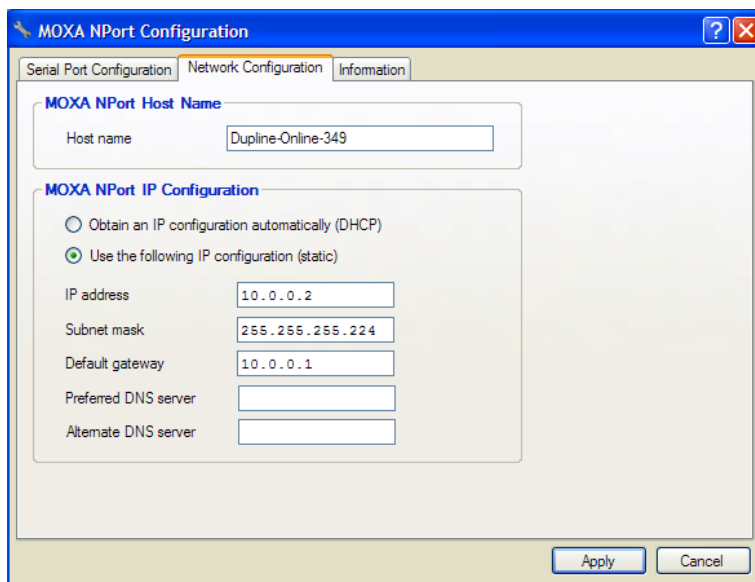 MOXA NPort Configuration
Serial Port Configuration Network Configuration Information
MOXA NPort Host Name
Host name Dupline-Online-349
MOXA NPort IP Configuration
Obtain an IP configuration automatically (DHCP)
Use the following IP configuration (static)
IP address 10.0.0.2
Subnet mask 255.255.255.224
Default gateway 10.0.0.1
Preferred DNS server
Alternate DNS server
Apply Cancel